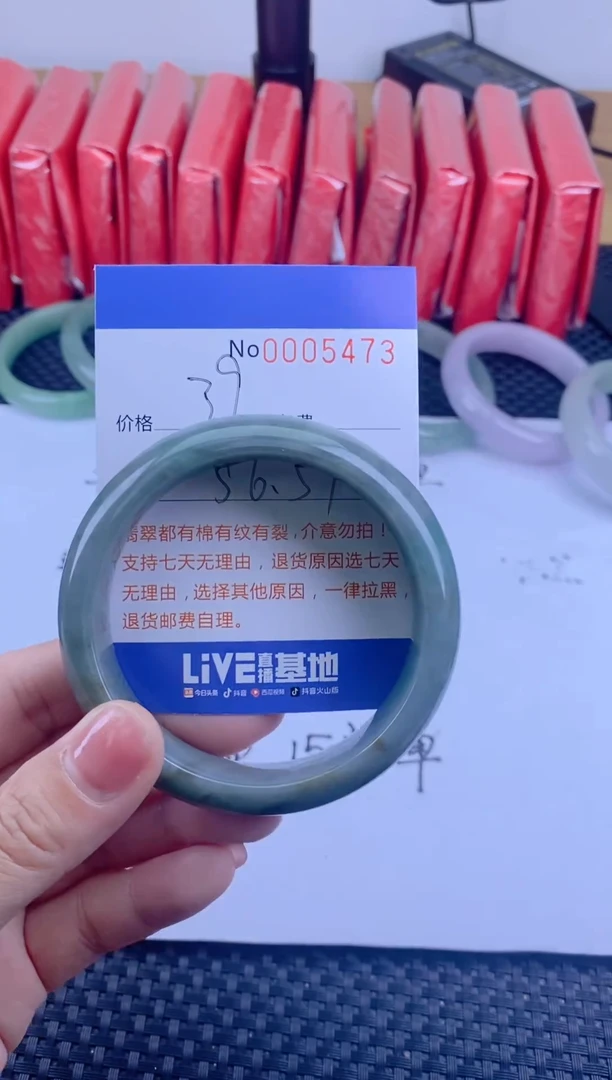 No0005473
价格 39
56.5
翡翠都有棉有纹有裂，介意勿拍！
支持七天无理由，退货原因选七天
无理由，选择其他原因，一律拉黑，
退货邮费自理。
LiVE直播基地
今日头条 抖音 西瓜视频 抖音火山版
15 单